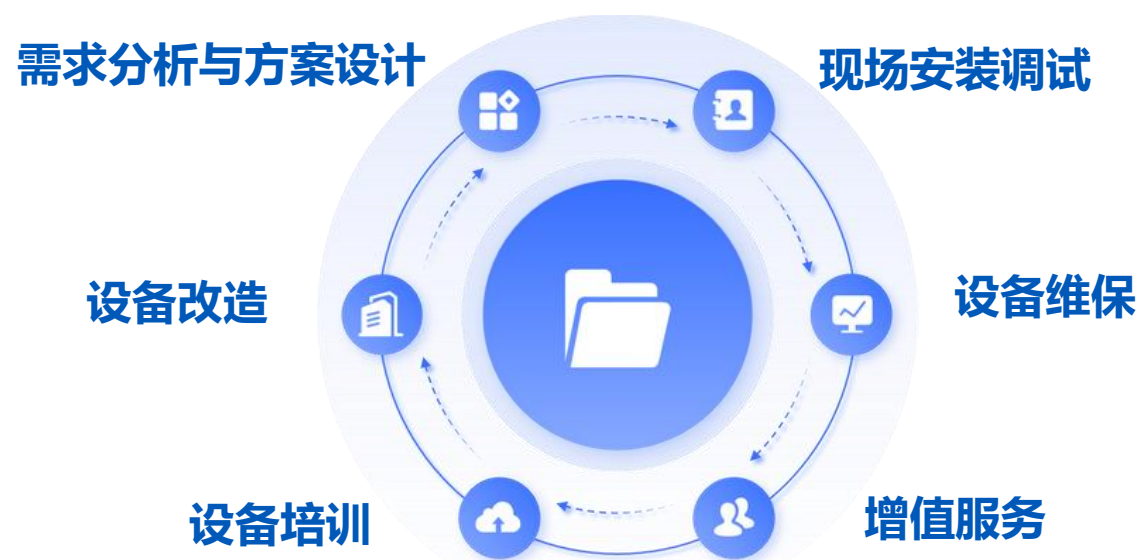 需求分析与方案设计
现场安装调试
设备改造
设备维保
设备培训
增值服务